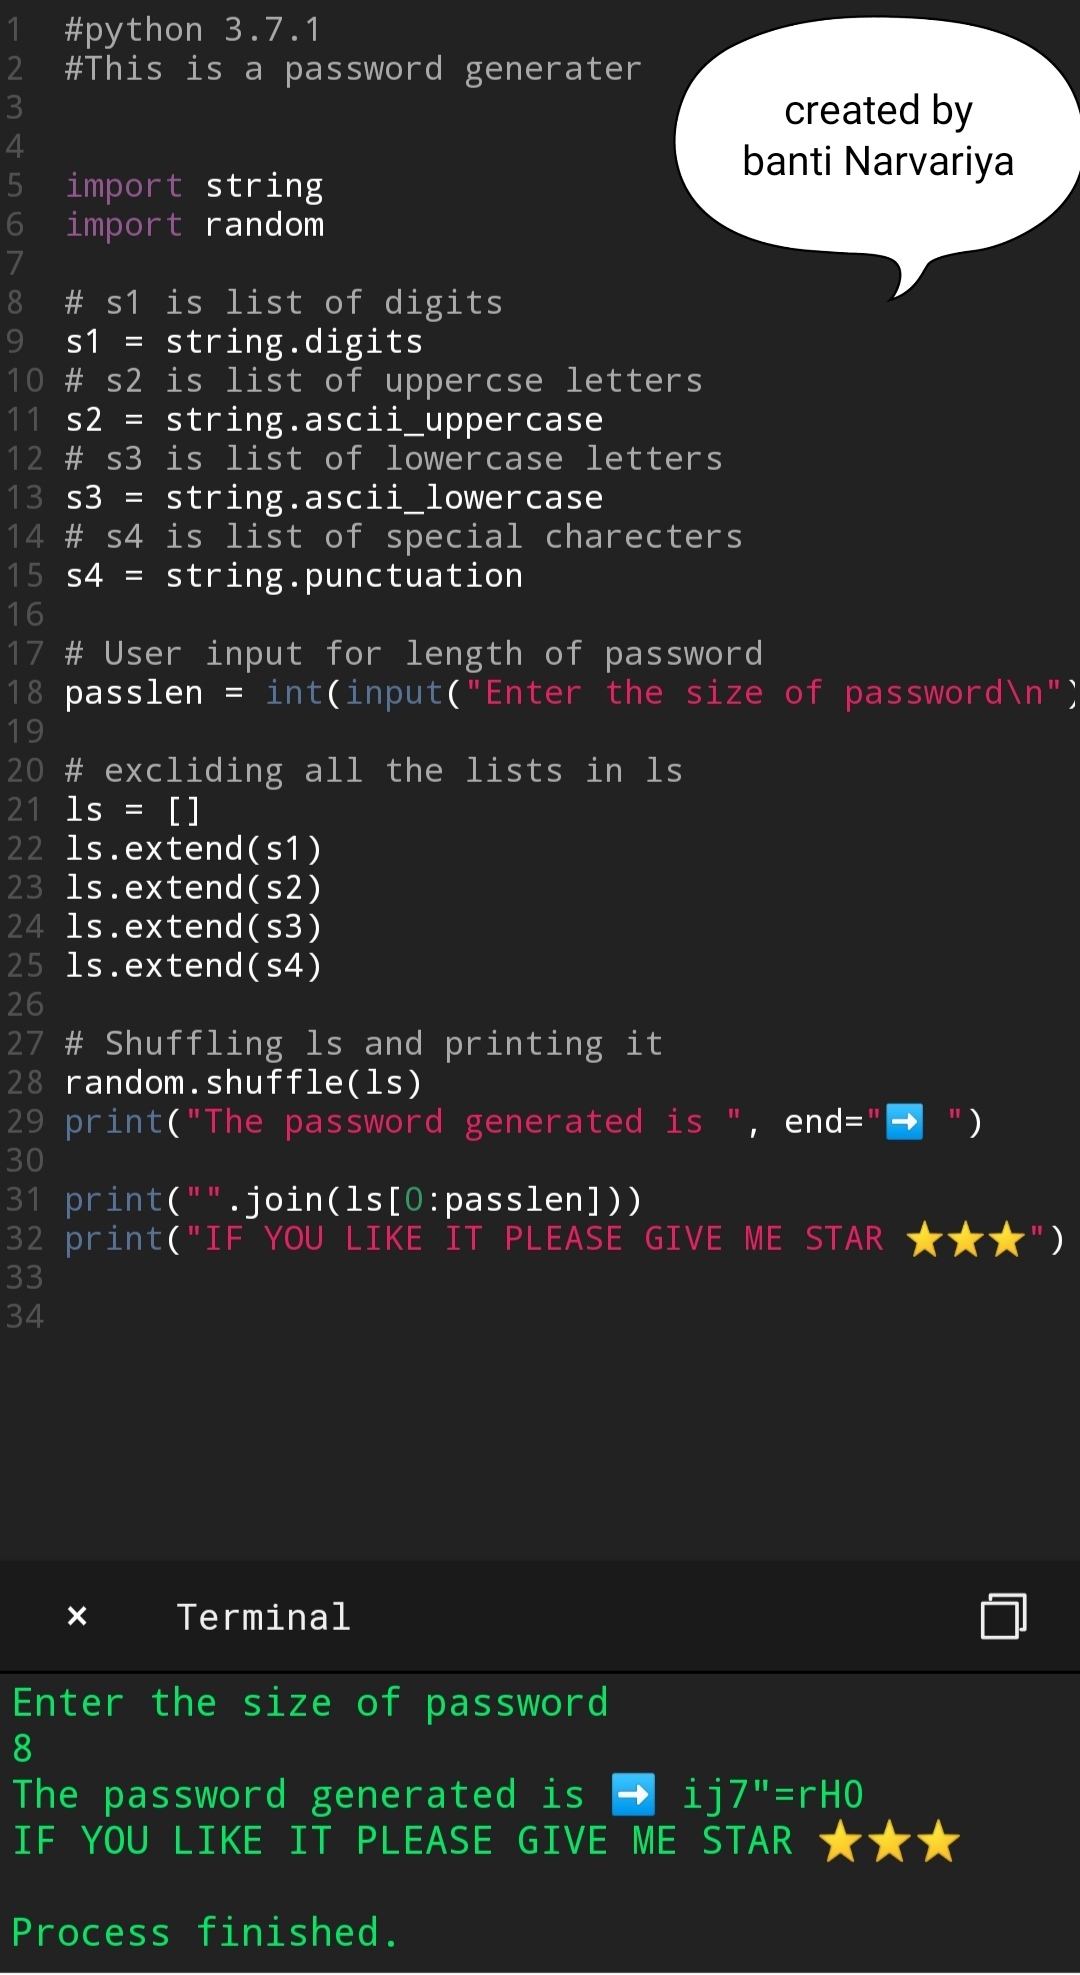 1 #python 3.7.1
2 #This is a password generater
3
4
created by
banti Narvariya
5 import string
6 import random
7
8 # s1 is list of digits
9 s1 = string.digits
10 # s2 is list of uppercse letters
11 s2 = string.ascii_uppercase
12 # s3 is list of lowercase letters
13 s3 = string.ascii_lowercase
14 # s4 is list of special charecters
15 s4 = string.punctuation
16
17 # User input for length of password
18 passlen = int(input("Enter the size of password\n")
19
20 # excliding all the lists in ls
21 ls = []
22 ls.extend(s1)
23 ls.extend(s2)
24 ls.extend(s3)
25 ls.extend(s4)
26
27 # Shuffling ls and printing it
28 random.shuffle(ls)
29 print("The password generated is ", end="➡️ ")
30
31 print("".join(ls[0:passlen]))
32 print("IF YOU LIKE IT PLEASE GIVE ME STAR ⭐⭐⭐")
33
34
× Terminal
Enter the size of password
8
The password generated is ➡️ ij7"=rHO
IF YOU LIKE IT PLEASE GIVE ME STAR ⭐⭐⭐
Process finished.